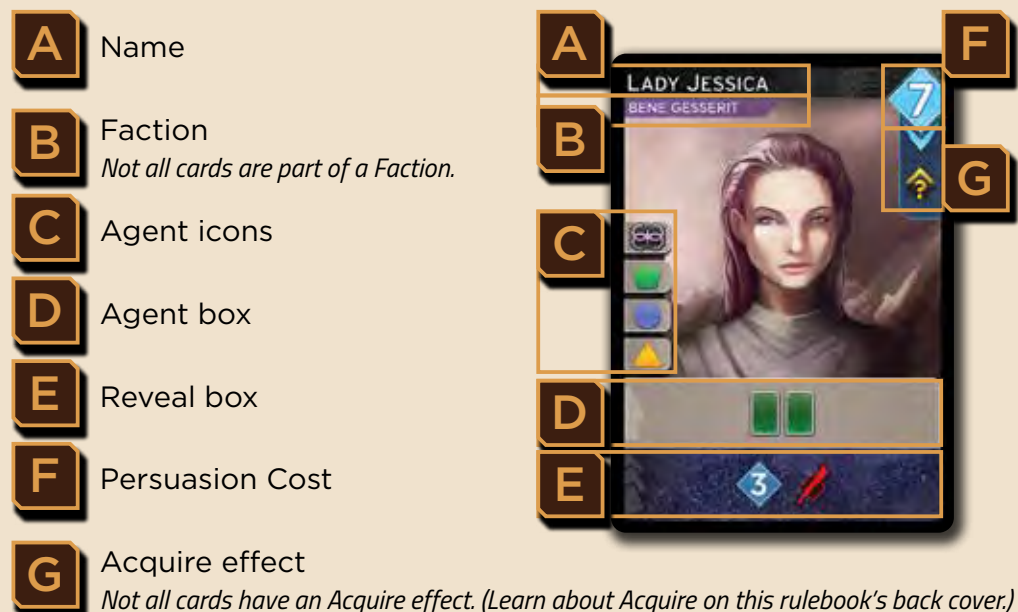 A Name
B Faction
Not all cards are part of a Faction.
C Agent icons
D Agent box
E Reveal box
F Persuasion Cost
G Acquire effect
Not all cards have an Acquire effect. (Learn about Acquire on this rulebook's back cover.)
A
F
LADY JESSICA
7
BENE GESSERIT
B
G
?
C
D
E
3